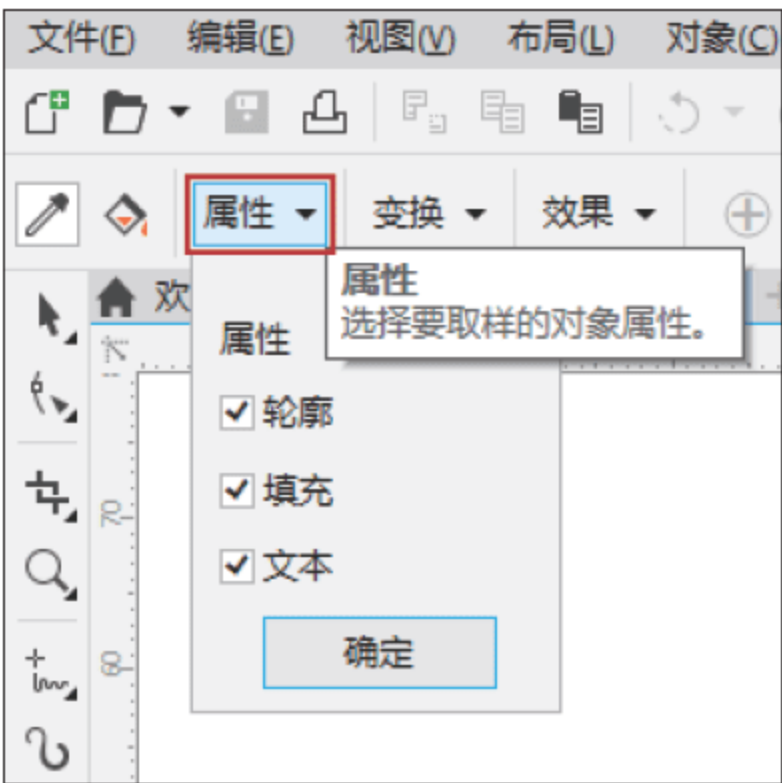 文件(F) 编辑(E) 视图(V) 布局(L) 对象(C)
属性 变换 效果
欢
属性
选择要取样的对象属性。
属性
轮廓
填充
文本
确定
70
60